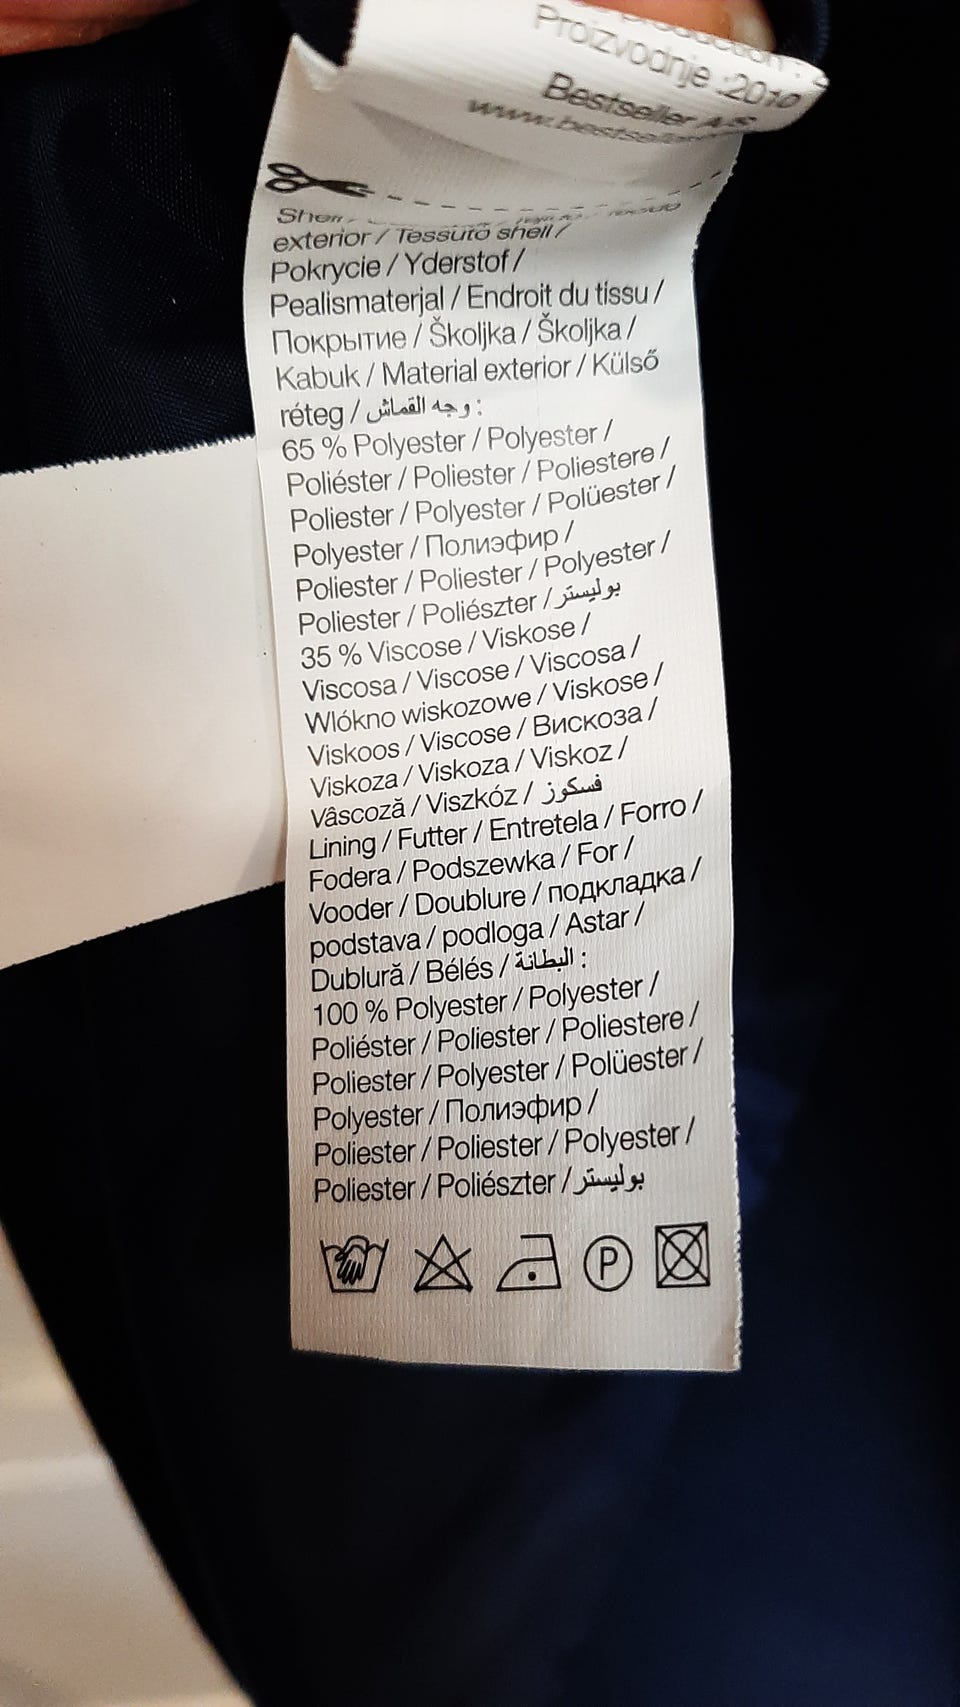 Proizvodnje :2010
Bestseller A/S
www.bestseller
exterior / Tessuto shell /
Pokrycie / Yderstof /
Pealismaterjal / Endroit du tissu /
Покрытие / Školjka / Školjka /
Kabuk / Material exterior / Külső
réteg / وجه القماش :
65 % Polyester / Polyester /
Poliéster / Poliester / Poliestere /
Poliester / Polyester / Polüester /
Polyester / Полиэфир /
Poliester / Poliester / Polyester /
Poliester / Poliészter / بوليستر
35 % Viscose / Viskose /
Viscosa / Viscose / Viscosa /
Wlókno wiskozowe / Viskose /
Viskoos / Viscose / Вискоза /
Viskoza / Viskoza / Viskoz /
Vâscoză / Viszkóz / فسكوز
Lining / Futter / Entretela / Forro /
Fodera / Podszewka / For /
Vooder / Doublure / подкладка /
podstava / podloga / Astar /
Dublură / Bélés / البطانة :
100 % Polyester / Polyester /
Poliéster / Poliester / Poliestere /
Poliester / Polyester / Polüester /
Polyester / Полиэфир /
Poliester / Poliester / Polyester /
Poliester / Poliészter / بوليستر
P